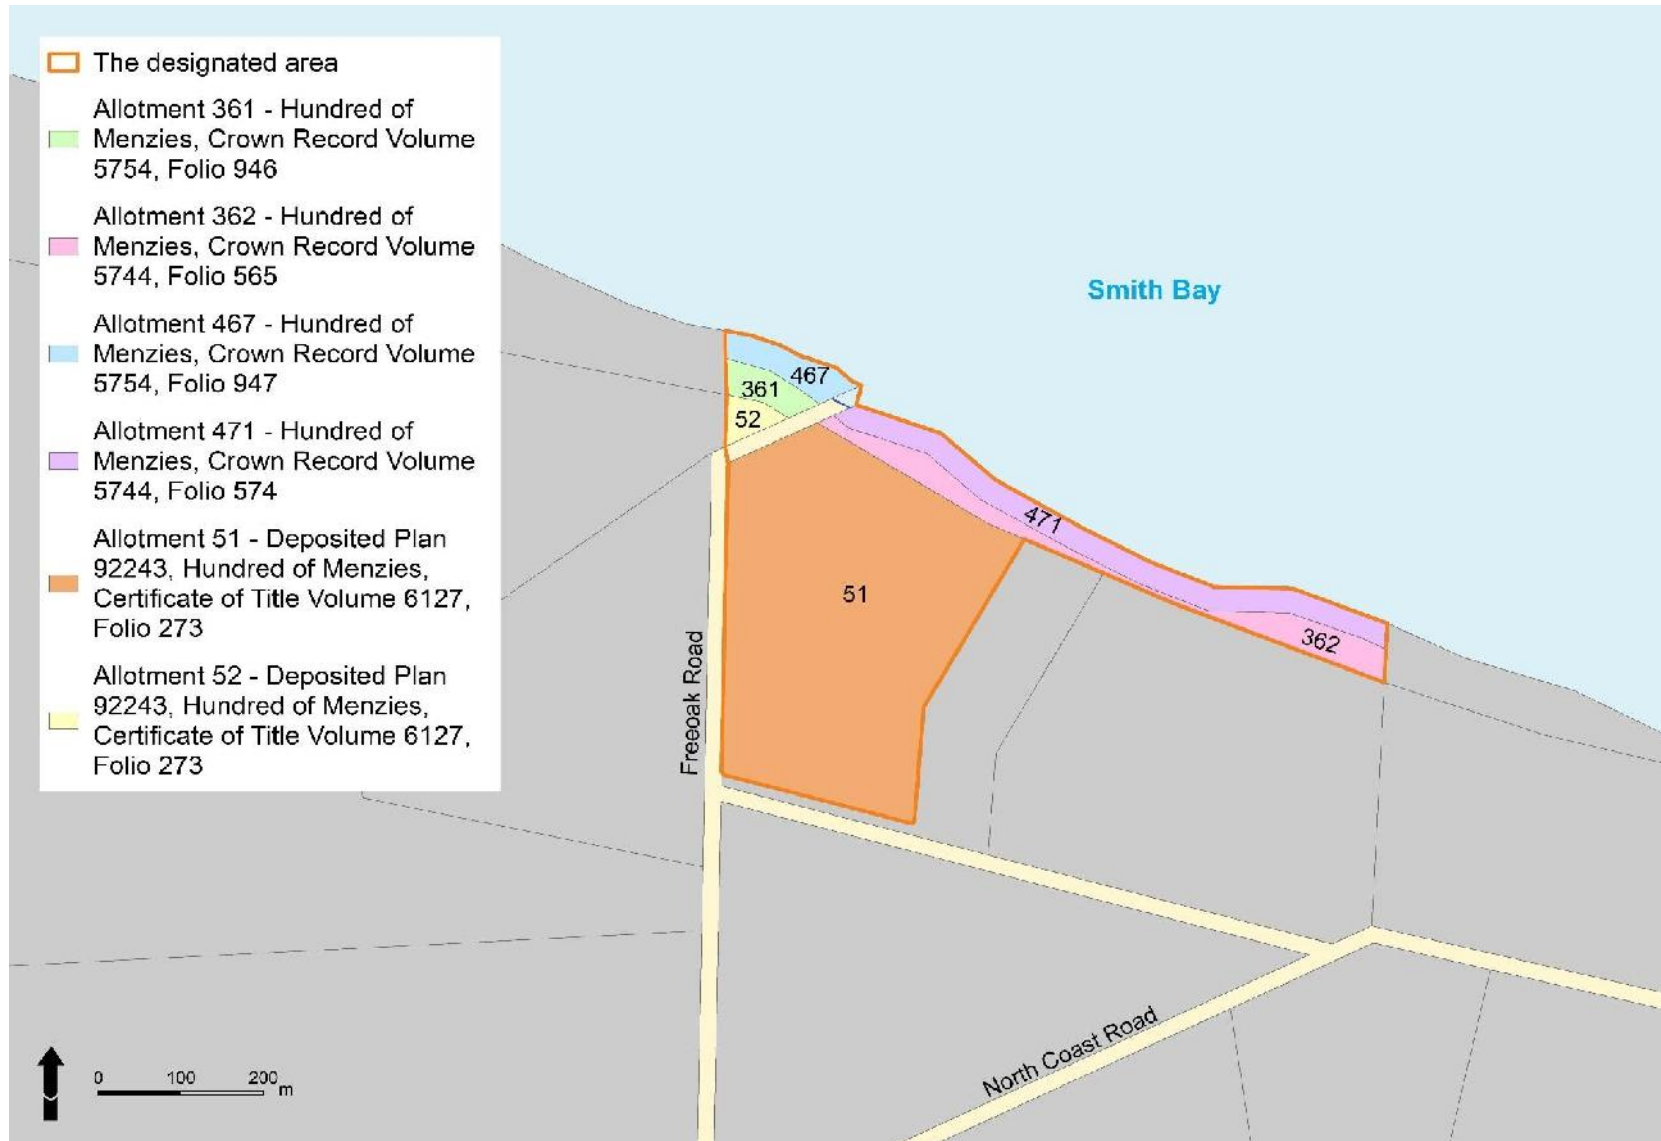 The designated area
Allotment 361 - Hundred of
Menzies, Crown Record Volume
5754, Folio 946
Allotment 362 - Hundred of
Menzies, Crown Record Volume
5744, Folio 565
Allotment 467 - Hundred of
Menzies, Crown Record Volume
5754, Folio 947
Allotment 471 - Hundred of
Menzies, Crown Record Volume
5744, Folio 574
Allotment 51 - Deposited Plan
92243, Hundred of Menzies,
Certificate of Title Volume 6127,
Folio 273
Allotment 52 - Deposited Plan
92243, Hundred of Menzies,
Certificate of Title Volume 6127,
Folio 273
Smith Bay
467
361
52
471
51
362
Freeoak Road
North Coast Road
0 100 200 m